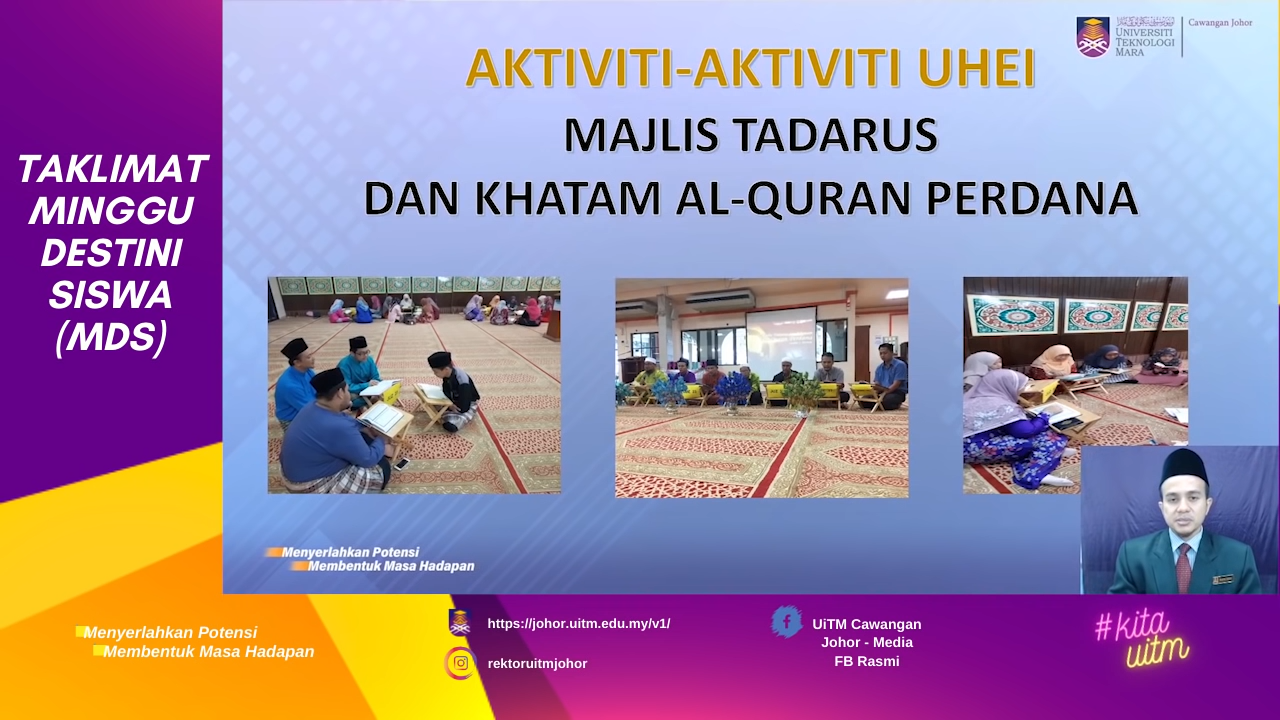 TAKLIMAT
MINGGU
DESTINI
SISWA
(MDS)
UNIVERSITI
TEKNOLOGI
MARA
Cawangan Johor
AKTIVITI-AKTIVITI UHEI
MAJLIS TADARUS
DAN KHATAM AL-QURAN PERDANA
Menyerlahkan Potensi
Membentuk Masa Hadapan
Menyerlahkan Potensi
Membentuk Masa Hadapan
https://johor.uitm.edu.my/v1/
rektoruitmjohor
UiTM Cawangan
Johor - Media
FB Rasmi
#kita
uitm